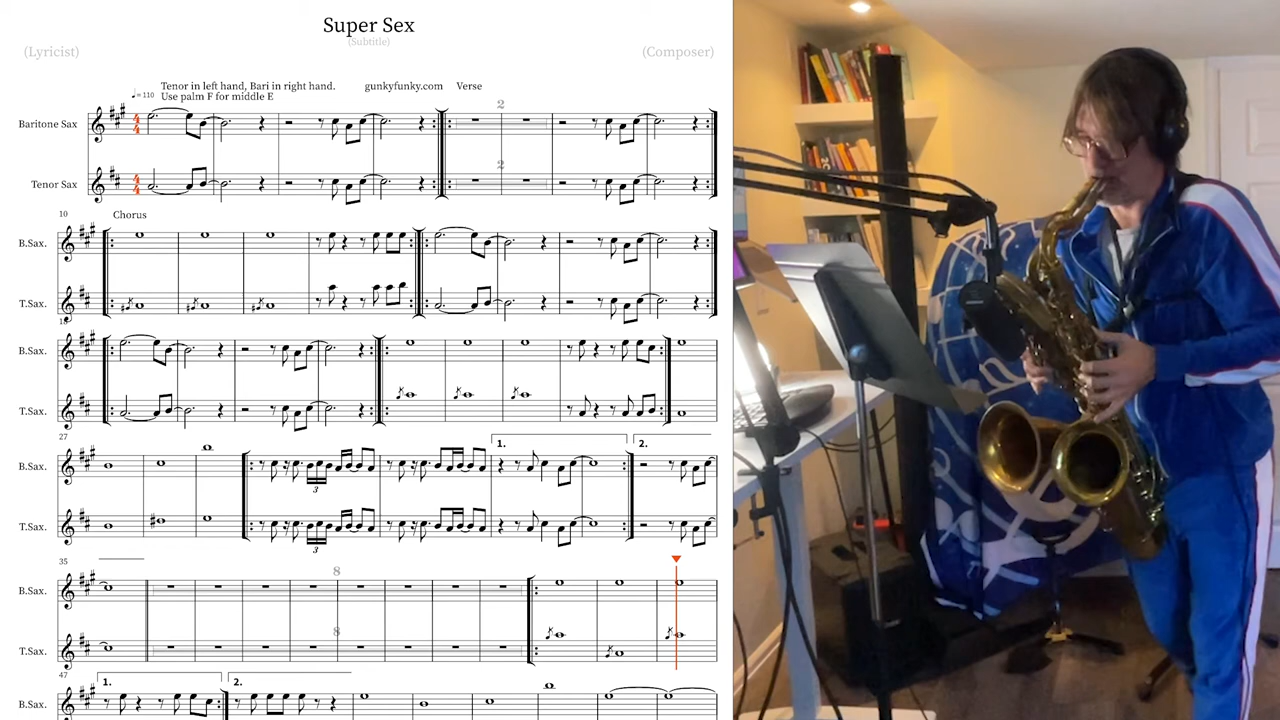 Super Sex
(Subtitle)
(Lyricist)
(Composer)
Tenor in left hand, Bari in right hand. gunkyfunky.com Verse
♩=110 Use palm F for middle E
2
Baritone Sax
2
Tenor Sax
10 Chorus
B.Sax.
T.Sax.
18
B.Sax.
T.Sax.
27 1. 2.
B.Sax.
3
T.Sax.
3
35
8
B.Sax.
8
T.Sax.
47 1. 2.
B.Sax.